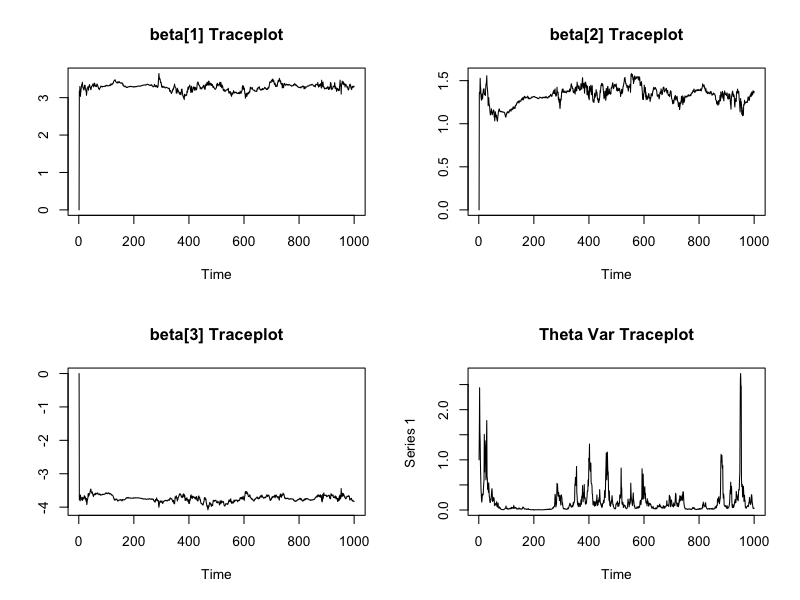 beta[1] Traceplot
3
2
1
0
0 200 400 600 800 1000
Time
beta[2] Traceplot
1.5
1.0
0.5
0.0
0 200 400 600 800 1000
Time
beta[3] Traceplot
0
-1
-2
-3
-4
0 200 400 600 800 1000
Time
Theta Var Traceplot
Series 1
2.0
1.0
0.0
0 200 400 600 800 1000
Time